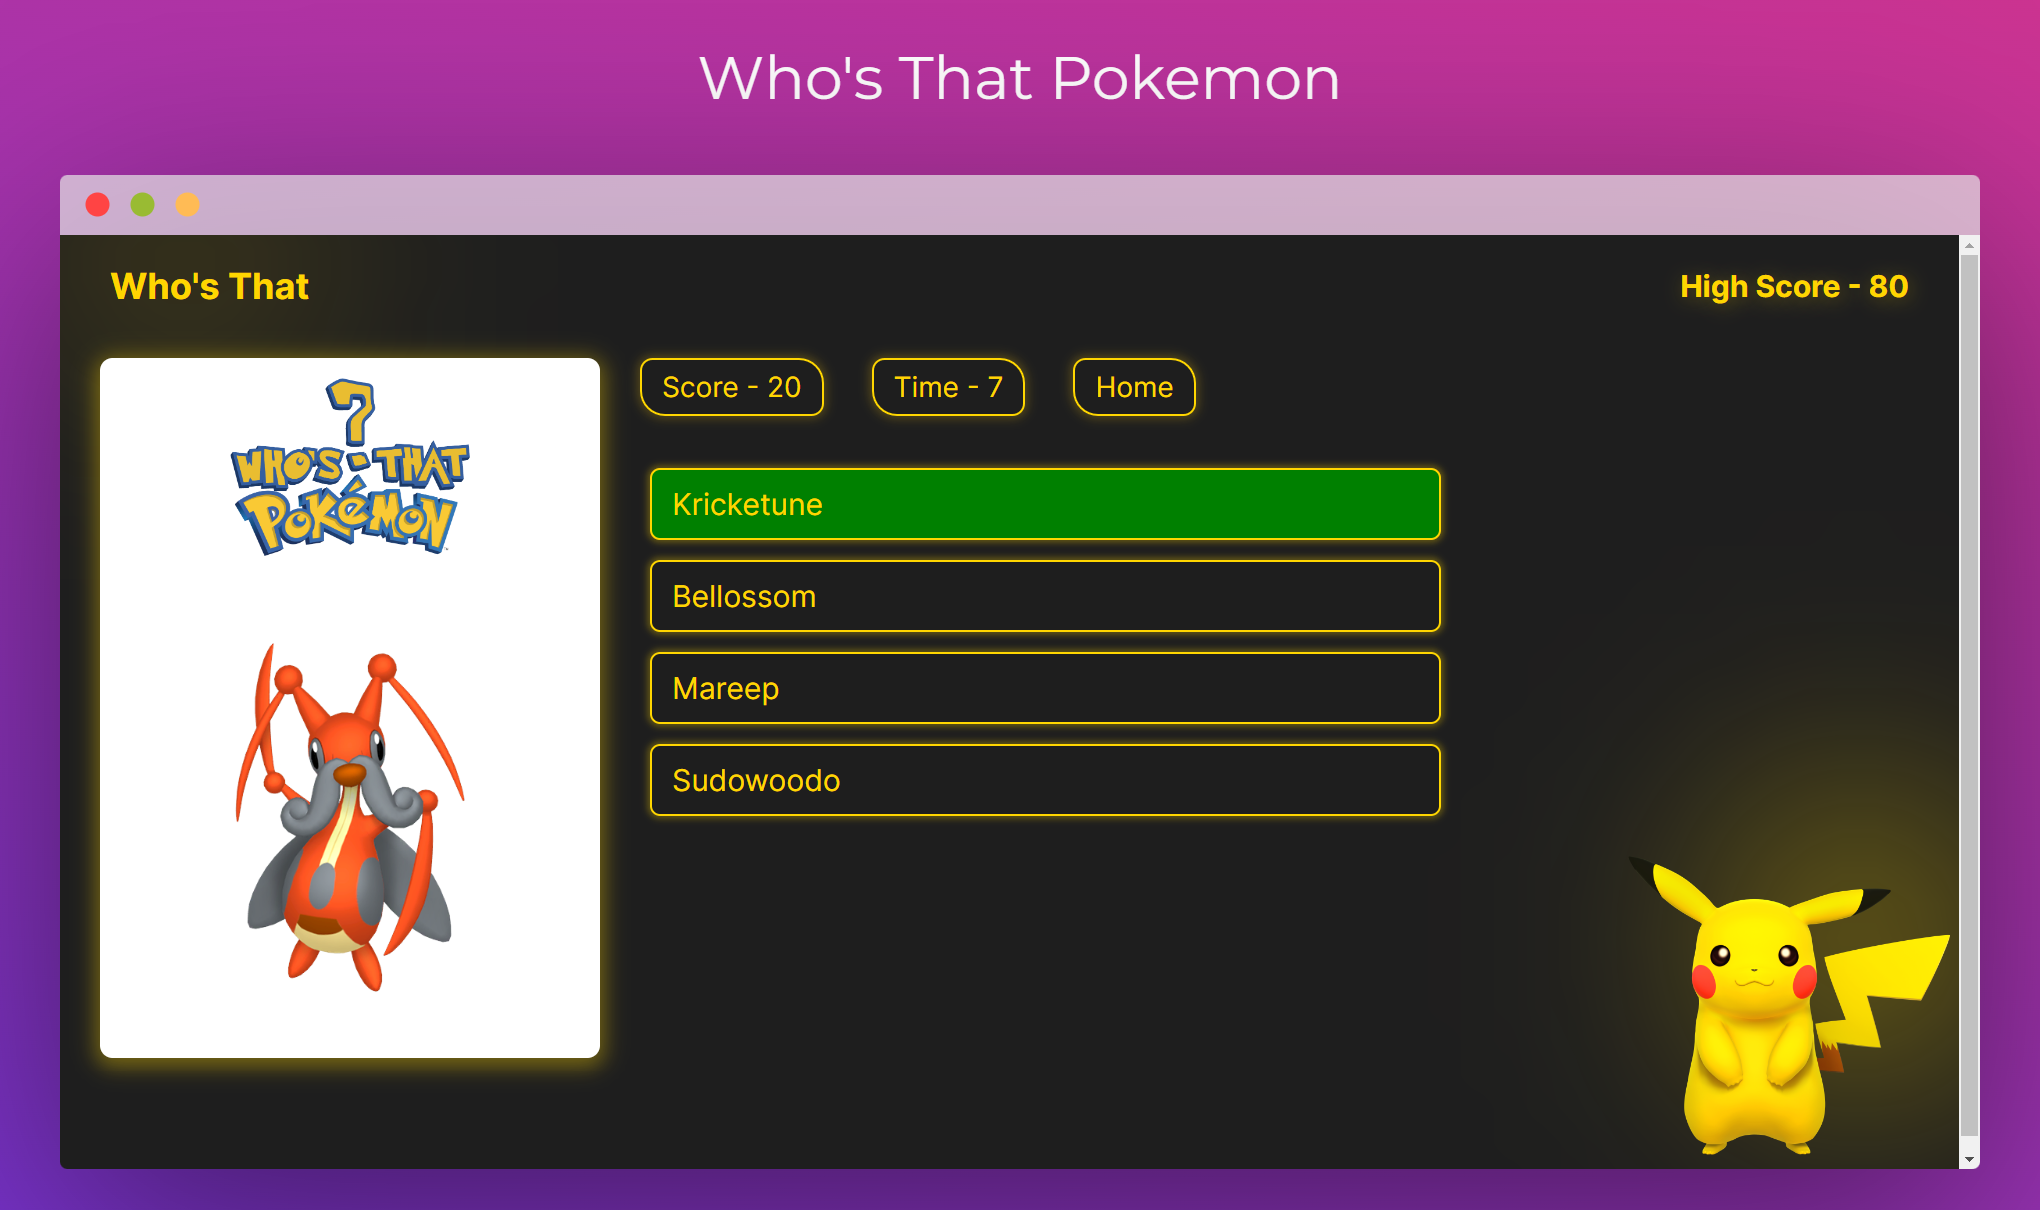 Who's That Pokemon
Who's That
High Score - 80
?
WHO'S-THAT
POKéMON
Score - 20
Time - 7
Home
Kricketune
Bellossom
Mareep
Sudowoodo